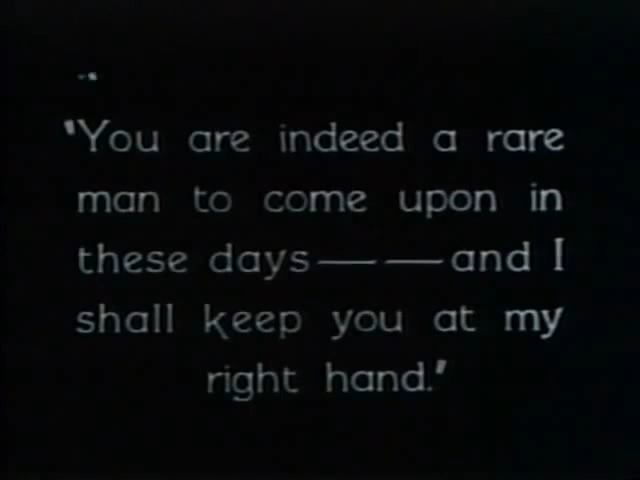 "You are indeed a rare
man to come upon in
these days — — and I
shall keep you at my
right hand."